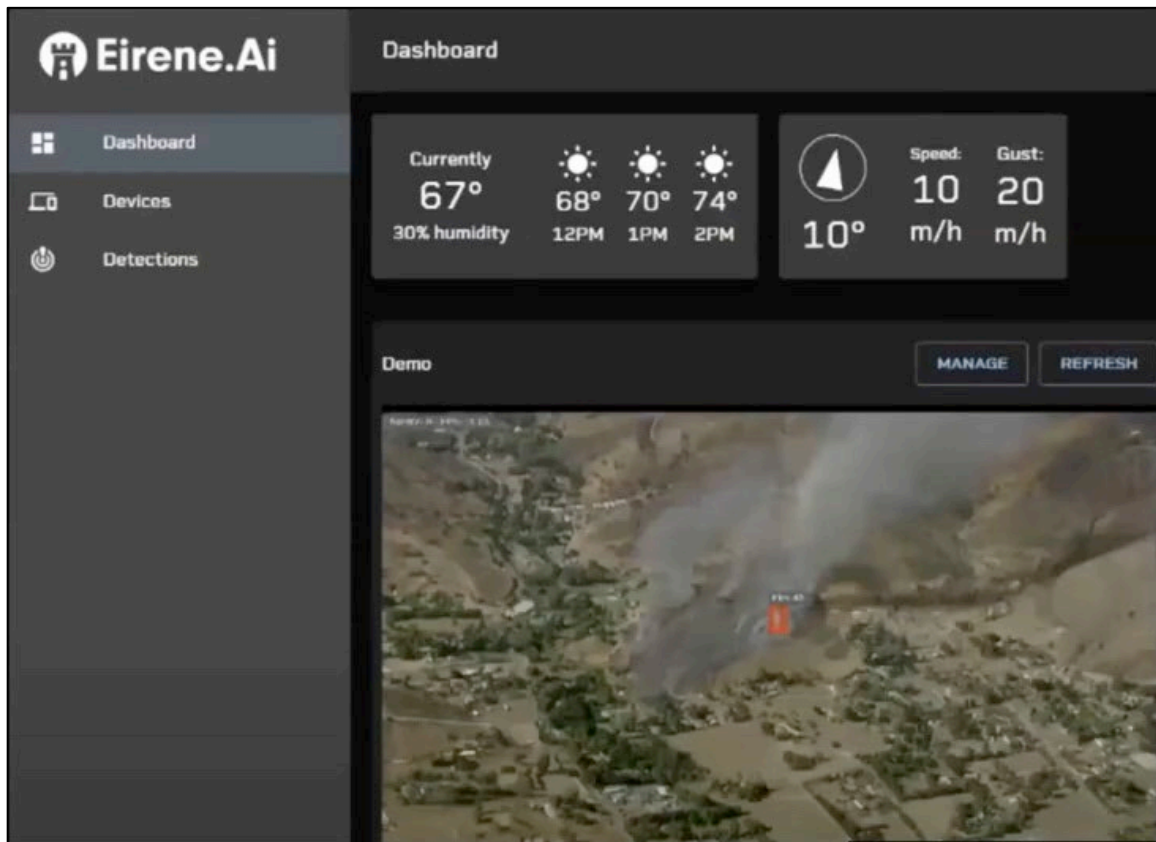 Eirene.Ai
Dashboard
Dashboard
Devices
Detections
Currently
67°
30% humidity
68° 70° 74°
12PM 1PM 2PM
10°
Speed: Gust:
10 20
m/h m/h
Demo
MANAGE REFRESH